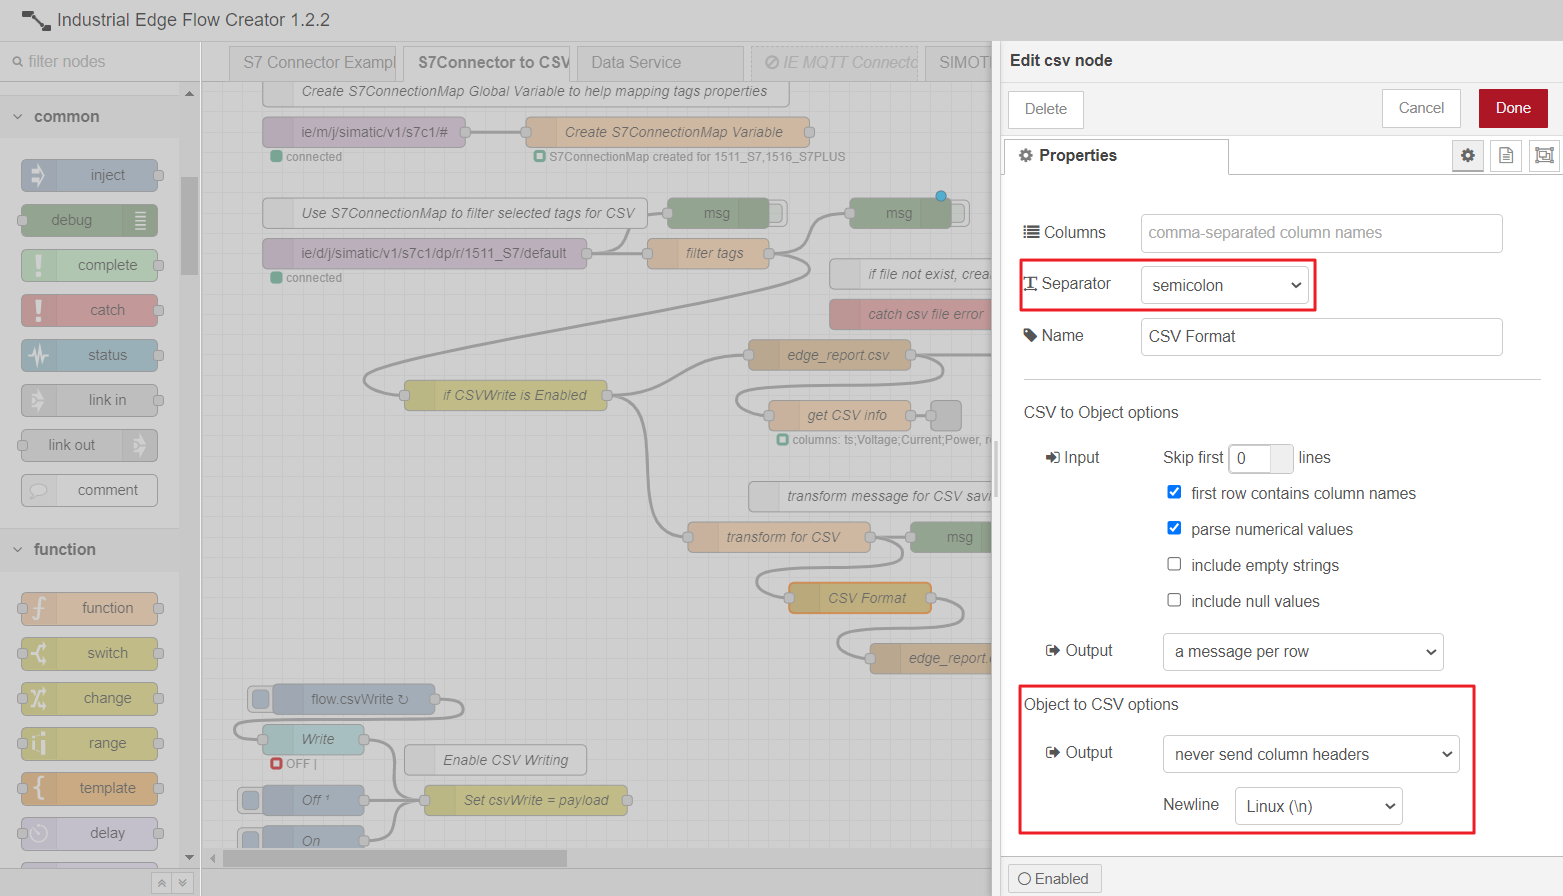 Industrial Edge Flow Creator 1.2.2
filter nodes
common
inject
debug
complete
catch
status
link in
link out
comment
function
function
switch
change
range
template
delay
S7 Connector Exampl
S7Connector to CSV
Data Service
IE MQTT Connecto
SIMOTI
Create S7ConnectionMap Global Variable to help mapping tags properties
ie/m/j/simatic/v1/s7c1/#
Create S7ConnectionMap Variable
connected
S7ConnectionMap created for 1511_S7,1516_S7PLUS
Use S7ConnectionMap to filter selected tags for CSV
msg
msg
ie/d/j/simatic/v1/s7c1/dp/r/1511_S7/default
filter tags
connected
if file not exist, crea
catch csv file error
edge_report.csv
if CSVWrite is Enabled
get CSV info
columns: ts;Voltage;Current;Power, r
transform message for CSV savi
transform for CSV
msg
CSV Format
edge_report.
flow.csvWrite ↻
Write
OFF |
Enable CSV Writing
Off ¹
Set csvWrite = payload
On
Edit csv node
Delete
Cancel
Done
Properties
Columns
comma-separated column names
Separator
semicolon
Name
CSV Format
CSV to Object options
Input
Skip first 0 lines
first row contains column names
parse numerical values
include empty strings
include null values
Output
a message per row
Object to CSV options
Output
never send column headers
Newline
Linux (\n)
Enabled